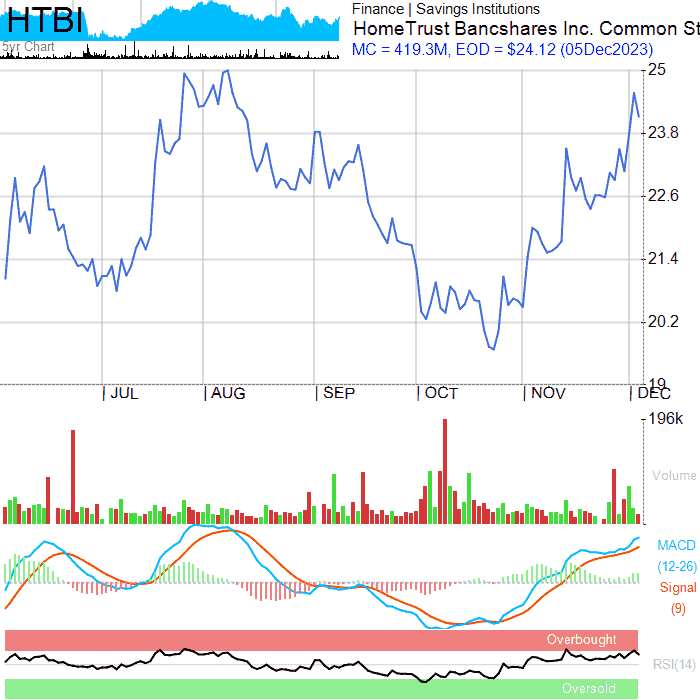 HTBI
5yr Chart
Finance | Savings Institutions
HomeTrust Bancshares Inc. Common St
MC = 419.3M, EOD = $24.12 (05Dec2023)
25
23.8
22.6
21.4
20.2
19
| JUL | AUG | SEP | OCT | NOV | DEC
196k
Volume
MACD
(12-26)
Signal
(9)
Overbought
RSI(14)
Oversold